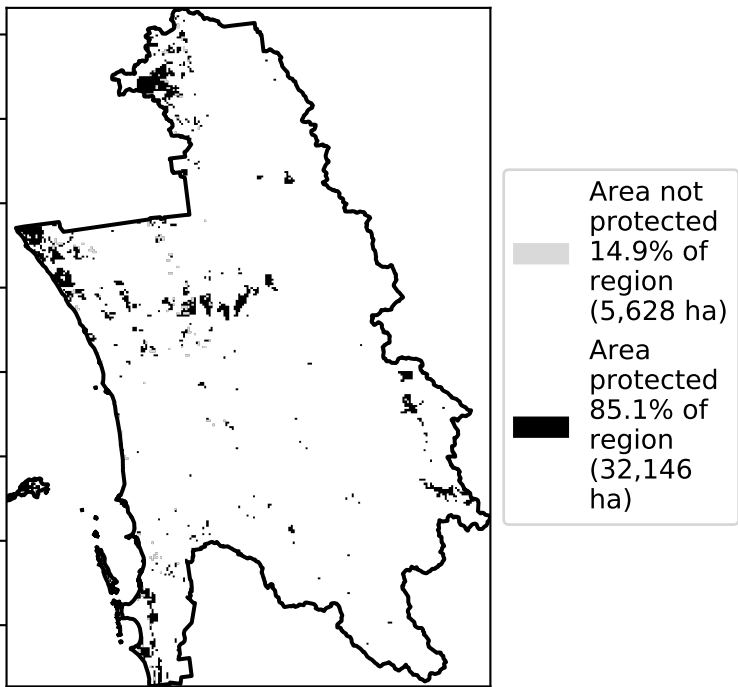 Area not
protected
14.9% of
region
(5,628 ha)
Area
protected
85.1% of
region
(32,146
ha)